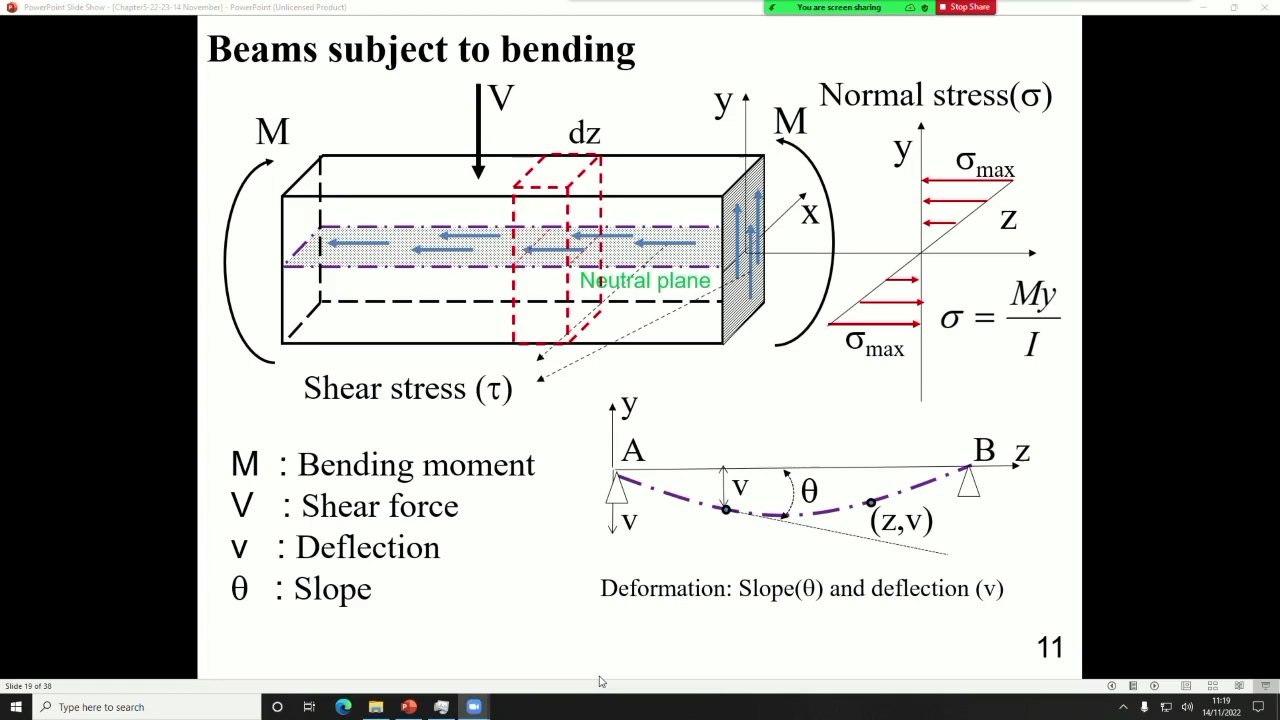 PowerPoint Slide Show - [Chapter5-22-23-14 November] - PowerPoint (Unlicensed Product)
You are screen sharing
Stop Share
Beams subject to bending
V
dz
M
y
M
Normal stress(σ)
y
σmax
x
z
Neutral plane
σ = My / I
σmax
Shear stress (τ)
y
A
B
z
v
θ
v
(z,v)
M : Bending moment
V : Shear force
v : Deflection
θ : Slope
Deformation: Slope(θ) and deflection (v)
11
Slide 19 of 38
Type here to search
11:19
14/11/2022